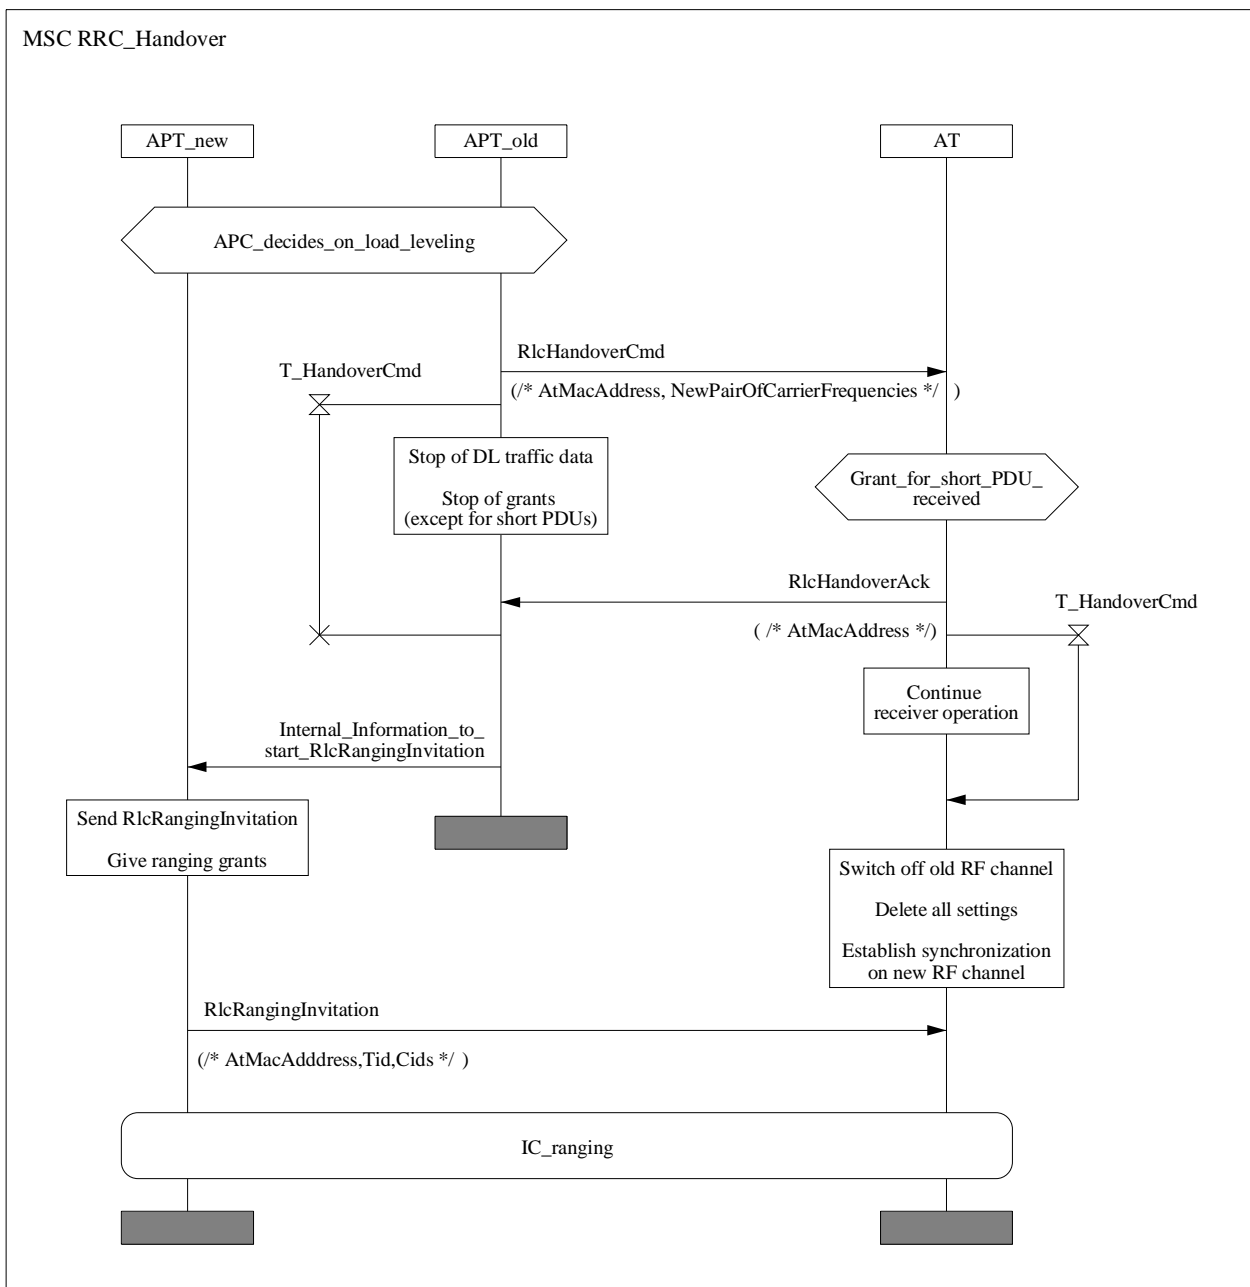 MSC RRC_Handover
APT_new
APT_old
AT
APC_decides_on_load_leveling
RlcHandoverCmd
T_HandoverCmd
(/* AtMacAddress, NewPairOfCarrierFrequencies */ )
Stop of DL traffic data
Stop of grants
(except for short PDUs)
Grant_for_short_PDU_
received
RlcHandoverAck
T_HandoverCmd
( /* AtMacAddress */)
Continue
receiver operation
Internal_Information_to_
start_RlcRangingInvitation
Send RlcRangingInvitation
Give ranging grants
Switch off old RF channel
Delete all settings
Establish synchronization
on new RF channel
RlcRangingInvitation
(/* AtMacAdddress,Tid,Cids */ )
IC_ranging